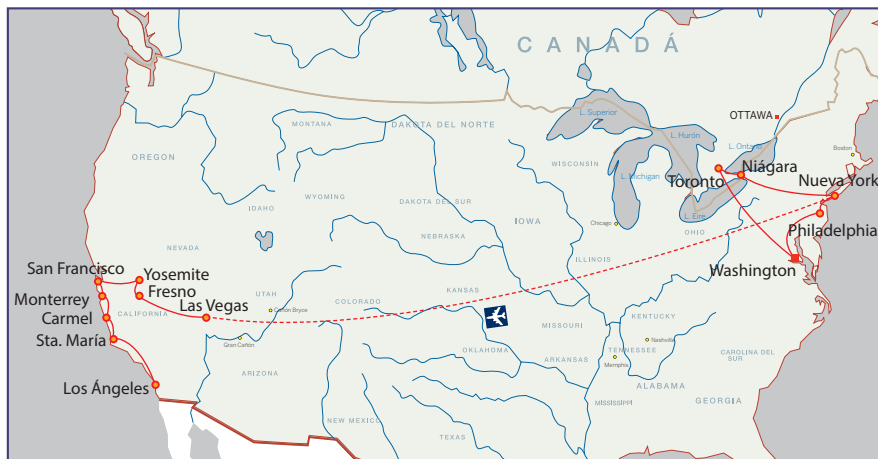 CANADÁ
OTTAWA
L. Superior
L. Hurón
L. Ontario
L. Michigan
L. Eire
Boston
MONTANA
DAKOTA DEL NORTE
OREGON
WISCONSIN
Toronto
Niágara
Nueva York
IDAHO
WYOMING
DAKOTA DEL SUR
IOWA
Chicago
OHIO
Philadelphia
NEVADA
NEBRASKA
ILLINOIS
Washington
San Francisco
Yosemite
Fresno
Monterrey
Carmel
CALIFORNIA
Las Vegas
UTAH
Cañón Bryce
COLORADO
KANSAS
MISSOURI
KENTUCKY
Sta. María
Gran Cañón
Nashville
OKLAHOMA
ARKANSAS
TENNESSEE
Memphis
CAROLINA DEL
SUR
Los Ángeles
ARIZONA
ALABAMA
MISSISSIPPI
GEORGIA
NEW MEXICO
TEXAS